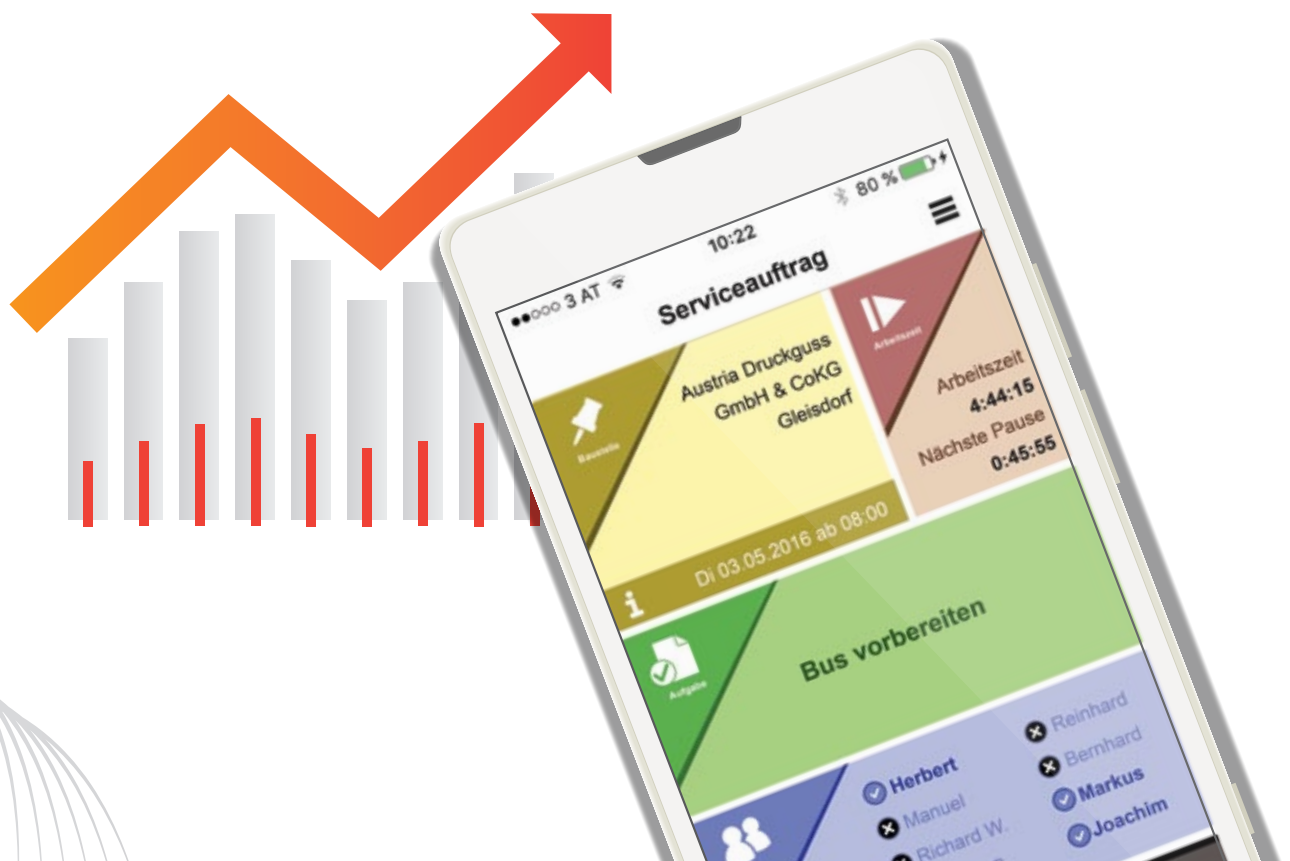 3 AT
10:22
80 %
Serviceauftrag
Baustelle
Austria Druckguss
GmbH & CoKG
Gleisdorf
i
Di 03.05.2016 ab 08:00
Arbeitszeit
Arbeitszeit
4:44:15
Nächste Pause
0:45:55
Aufgabe
Bus vorbereiten
Herbert
Manuel
Richard W.
Reinhard
Bernhard
Markus
Joachim